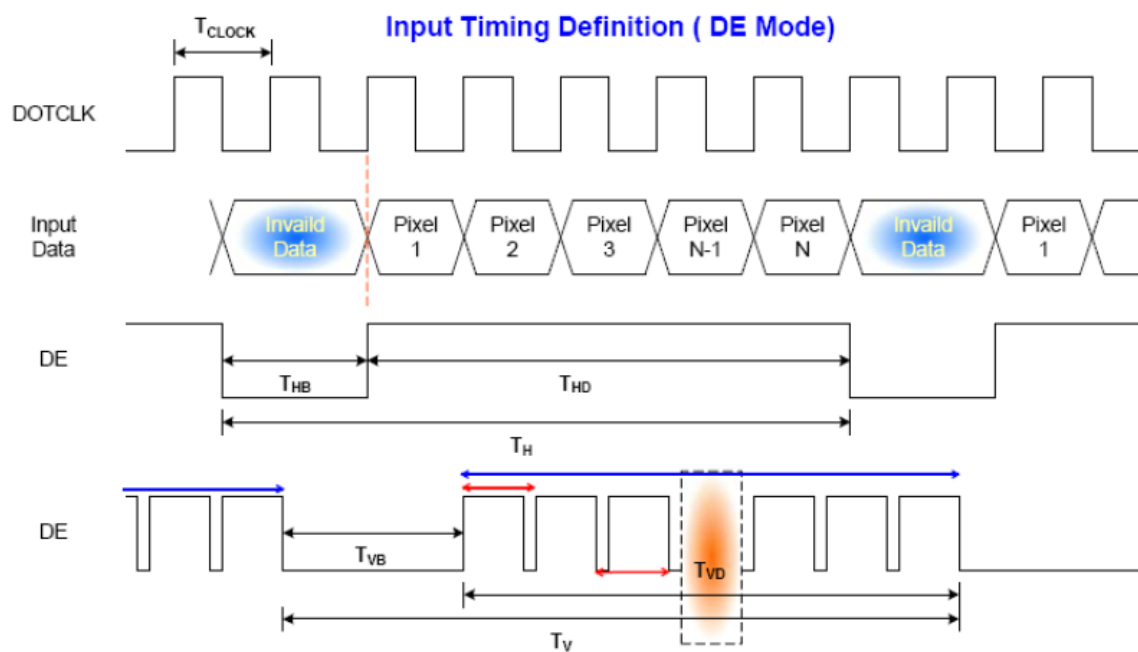 Input Timing Definition ( DE Mode)
TCLOCK
DOTCLK
Input
Data
Invaild
Data
Pixel
1
Pixel
2
Pixel
3
Pixel
N-1
Pixel
N
Invaild
Data
Pixel
1
DE
THB
THD
TH
DE
TVB
TVD
TV